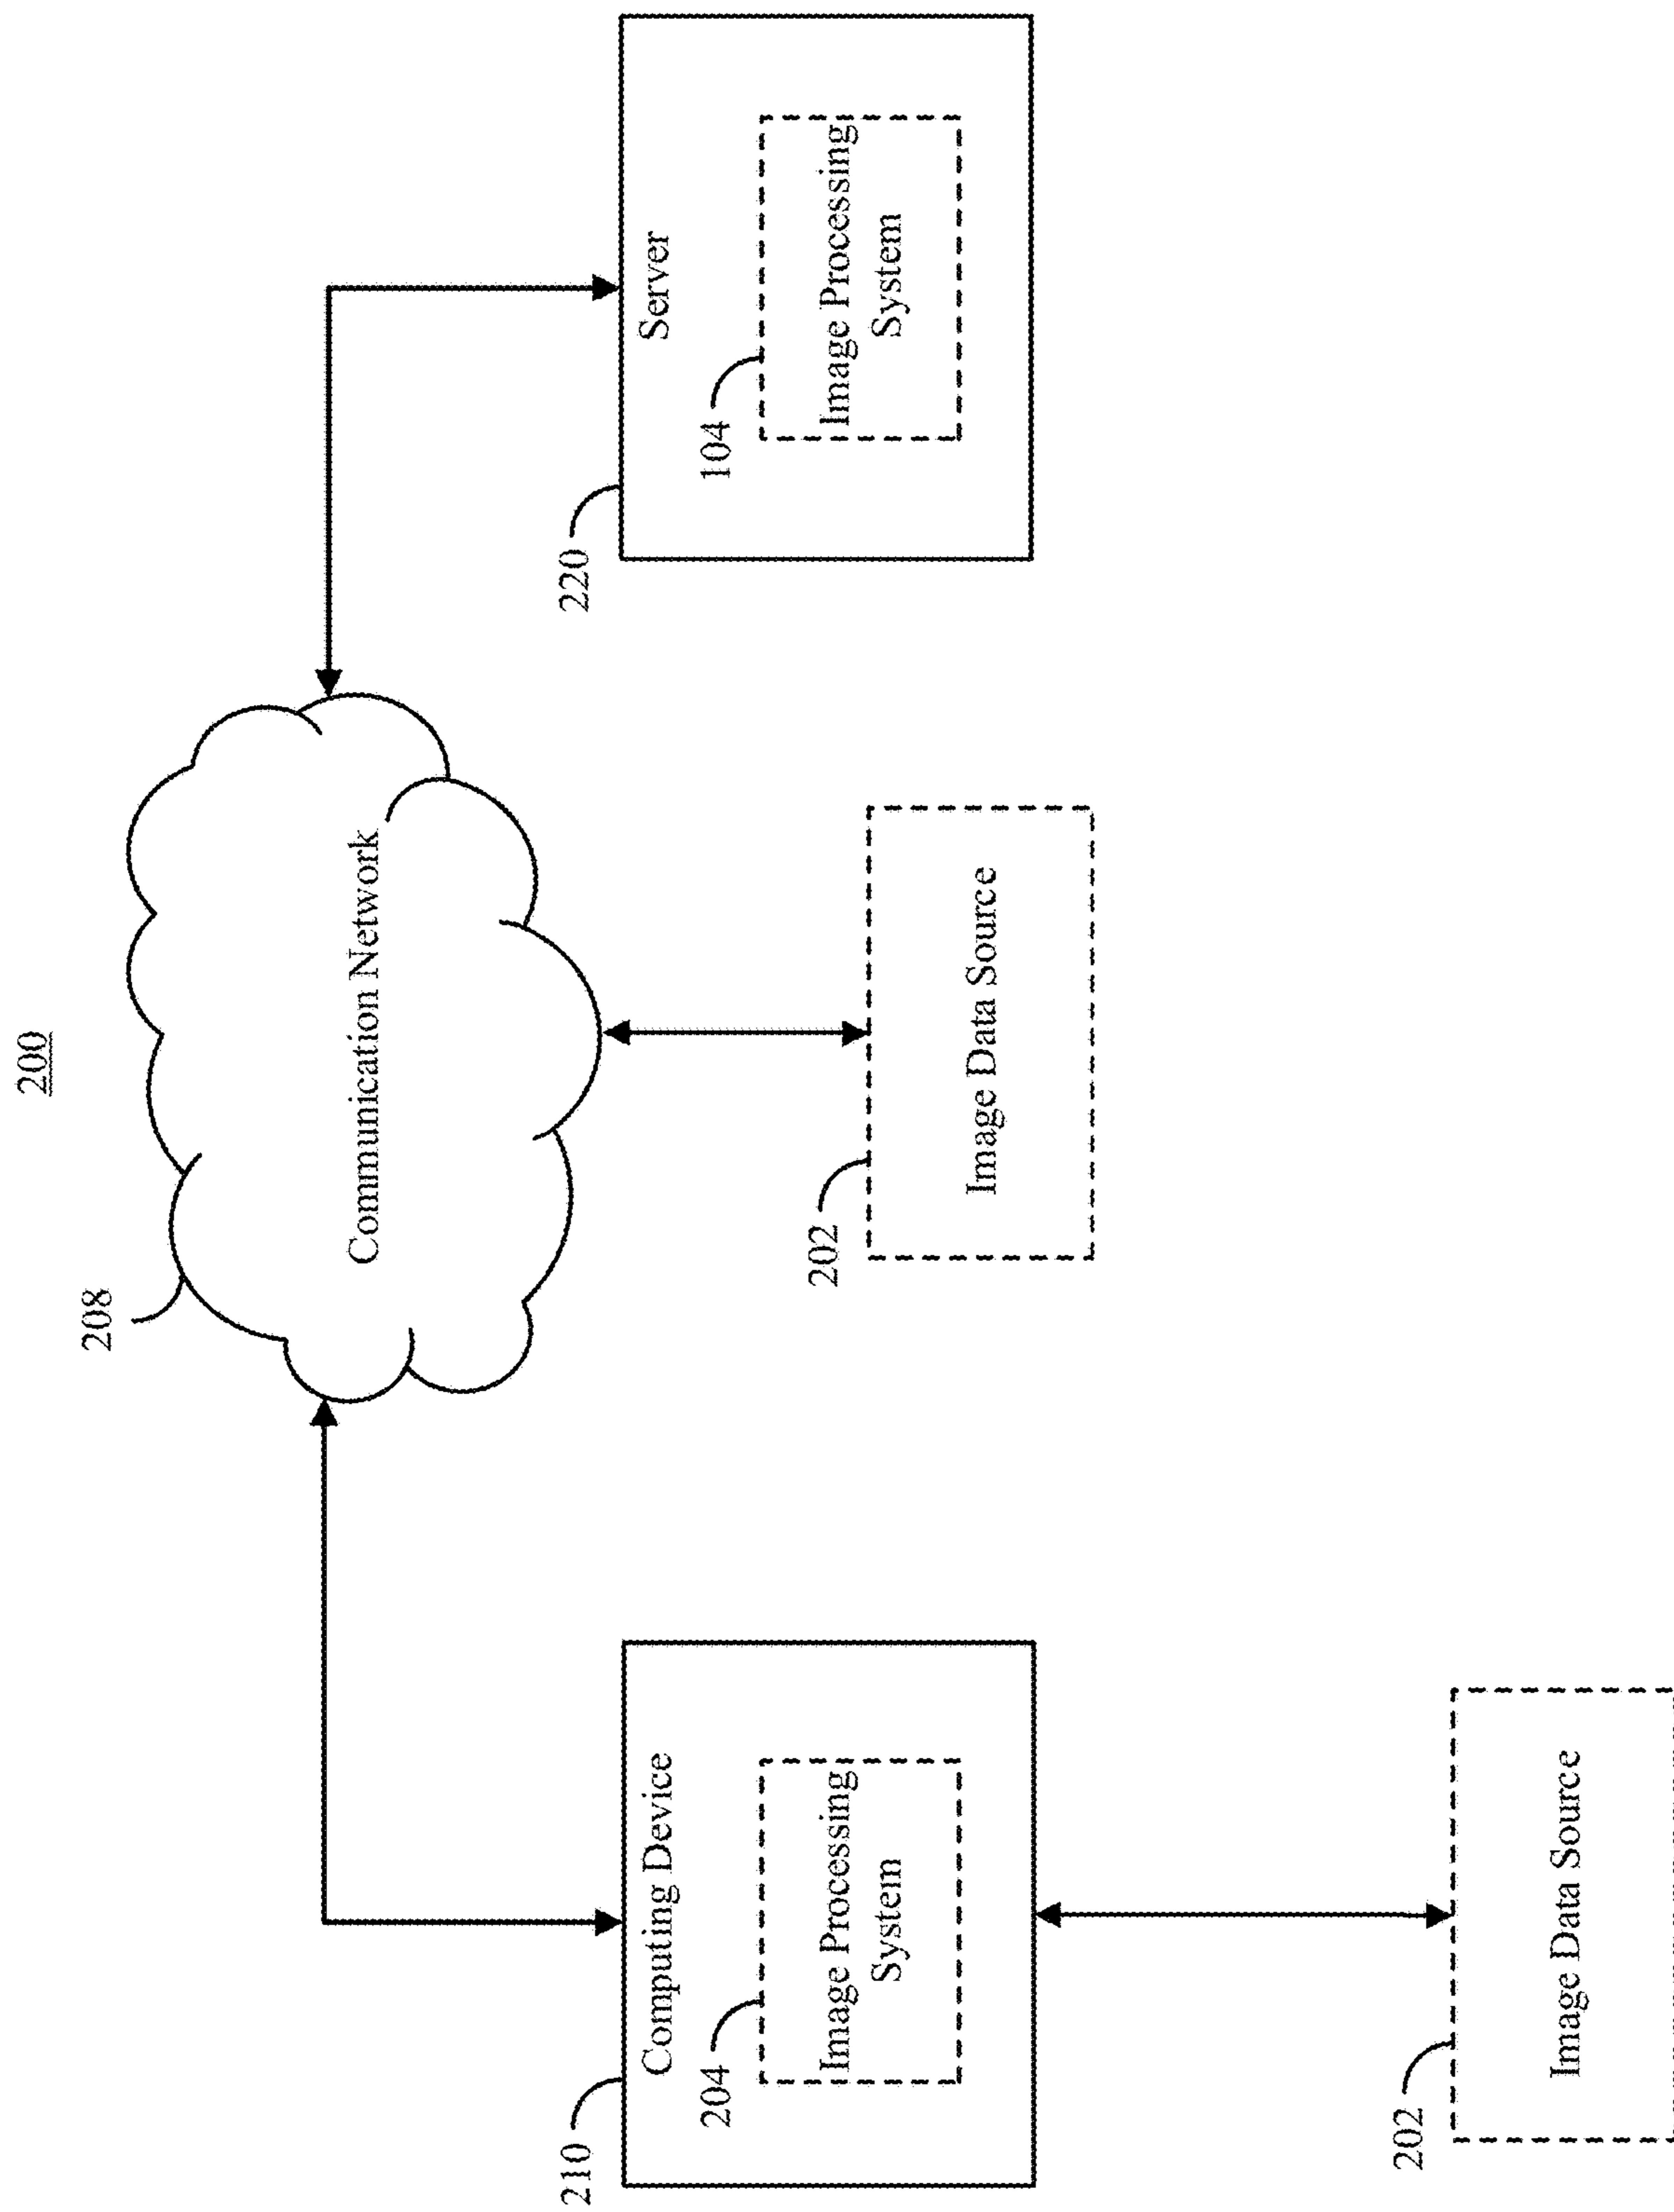 200
208
Communication Network
210
Computing Device
204
Image Processing
System
202
Image Data Source
202
Image Data Source
220
Server
104
Image Processing
System